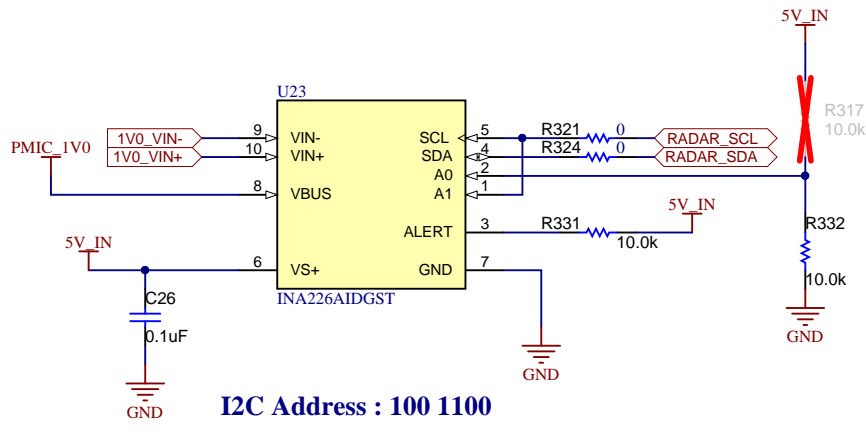 5V_IN
U23
R317
10.0k
1V0_VIN-
9
VIN-
SCL
5
R321
0
RADAR_SCL
PMIC_1V0
1V0_VIN+
10
VIN+
SDA
4
R324
0
RADAR_SDA
A0
2
8
VBUS
A1
1
5V_IN
R332
ALERT
3
R331
10.0k
5V_IN
6
VS+
GND
7
10.0k
INA226AIDGST
C26
0.1uF
GND
GND
GND
I2C Address : 100 1100